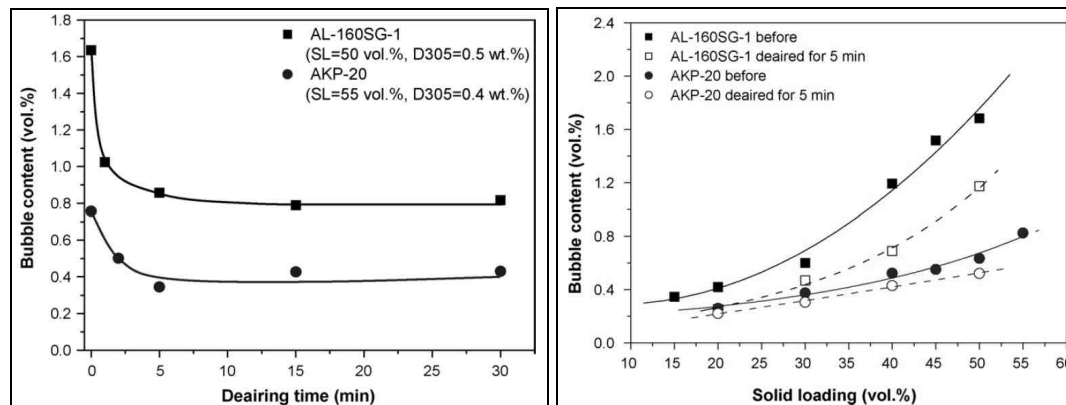 1.8
1.6
1.4
1.2
1.0
0.8
0.6
0.4
0.2
0.0
Bubble content (vol.%)
AL-160SG-1
(SL=50 vol.%, D305=0.5 wt.%)
AKP-20
(SL=55 vol.%, D305=0.4 wt.%)
0 5 10 15 20 25 30
Deairing time (min)
2.4
2.0
1.6
1.2
0.8
0.4
0.0
Bubble content (vol.%)
AL-160SG-1 before
AL-160SG-1 deaired for 5 min
AKP-20 before
AKP-20 deaired for 5 min
10 15 20 25 30 35 40 45 50 55 60
Solid loading (vol.%)